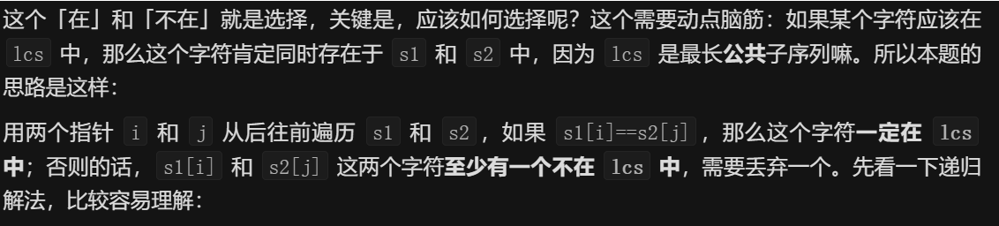 这个「在」和「不在」就是选择，关键是，应该如何选择呢？这个需要动点脑筋：如果某个字符应该在
lcs 中，那么这个字符肯定同时存在于 s1 和 s2 中，因为 lcs 是最长公共子序列嘛。所以本题的
思路是这样：
用两个指针 i 和 j 从后往前遍历 s1 和 s2，如果 s1[i]==s2[j]，那么这个字符一定在 lcs
中；否则的话，s1[i] 和 s2[j] 这两个字符至少有一个不在 lcs 中，需要丢弃一个。先看一下递归
解法，比较容易理解：